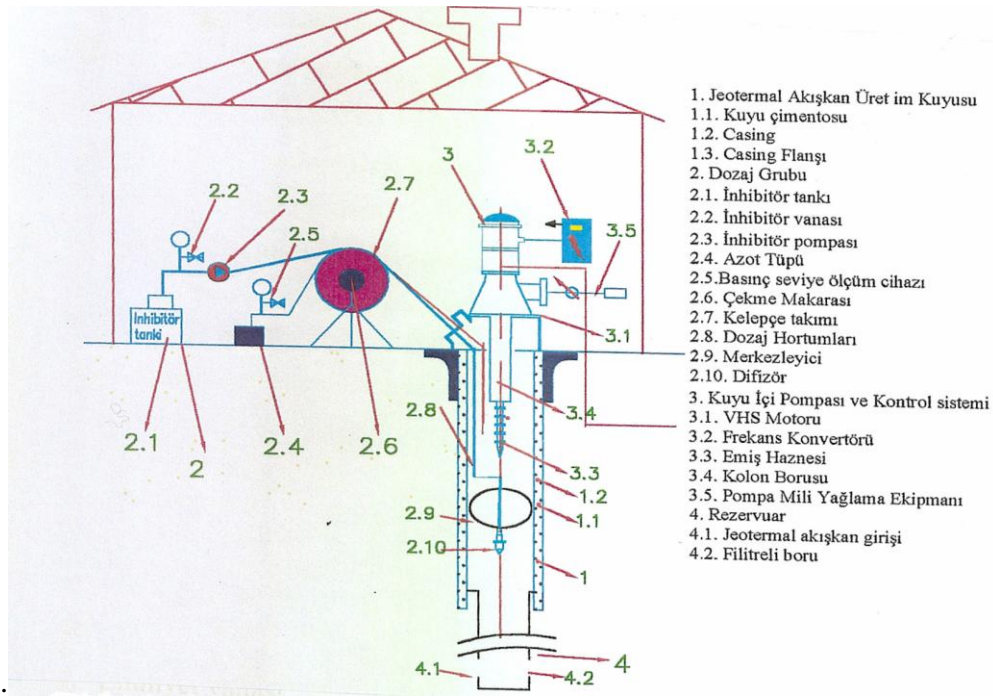 1. Jeotermal Akışkan Üret im Kuyusu
1.1. Kuyu çimentosu
1.2. Casing
1.3. Casing Flanşı
2. Dozaj Grubu
2.1. İnhibitör tankı
2.2. İnhibitör vanası
2.3. İnhibitör pompası
2.4. Azot Tüpü
2.5.Basınç seviye ölçüm cihazı
2.6. Çekme Makarası
2.7. Kelepçe takımı
2.8. Dozaj Hortumları
2.9. Merkezleyici
2.10. Difizör
3. Kuyu İçi Pompası ve Kontrol sistemi
3.1. VHS Motoru
3.2. Frekans Konvertörü
3.3. Emiş Haznesi
3.4. Kolon Borusu
3.5. Pompa Mili Yağlama Ekipmanı
4. Rezervuar
4.1. Jeotermal akışkan girişi
4.2. Filitreli boru
3
3.2
2.2
2.3
2.7
2.5
3.5
İnhibitör
tanki
3.1
2.8
3.4
2.1
2
2.4
2.6
3.3
1.2
2.9
1.1
2.10
1
4.1
4.2
4
.